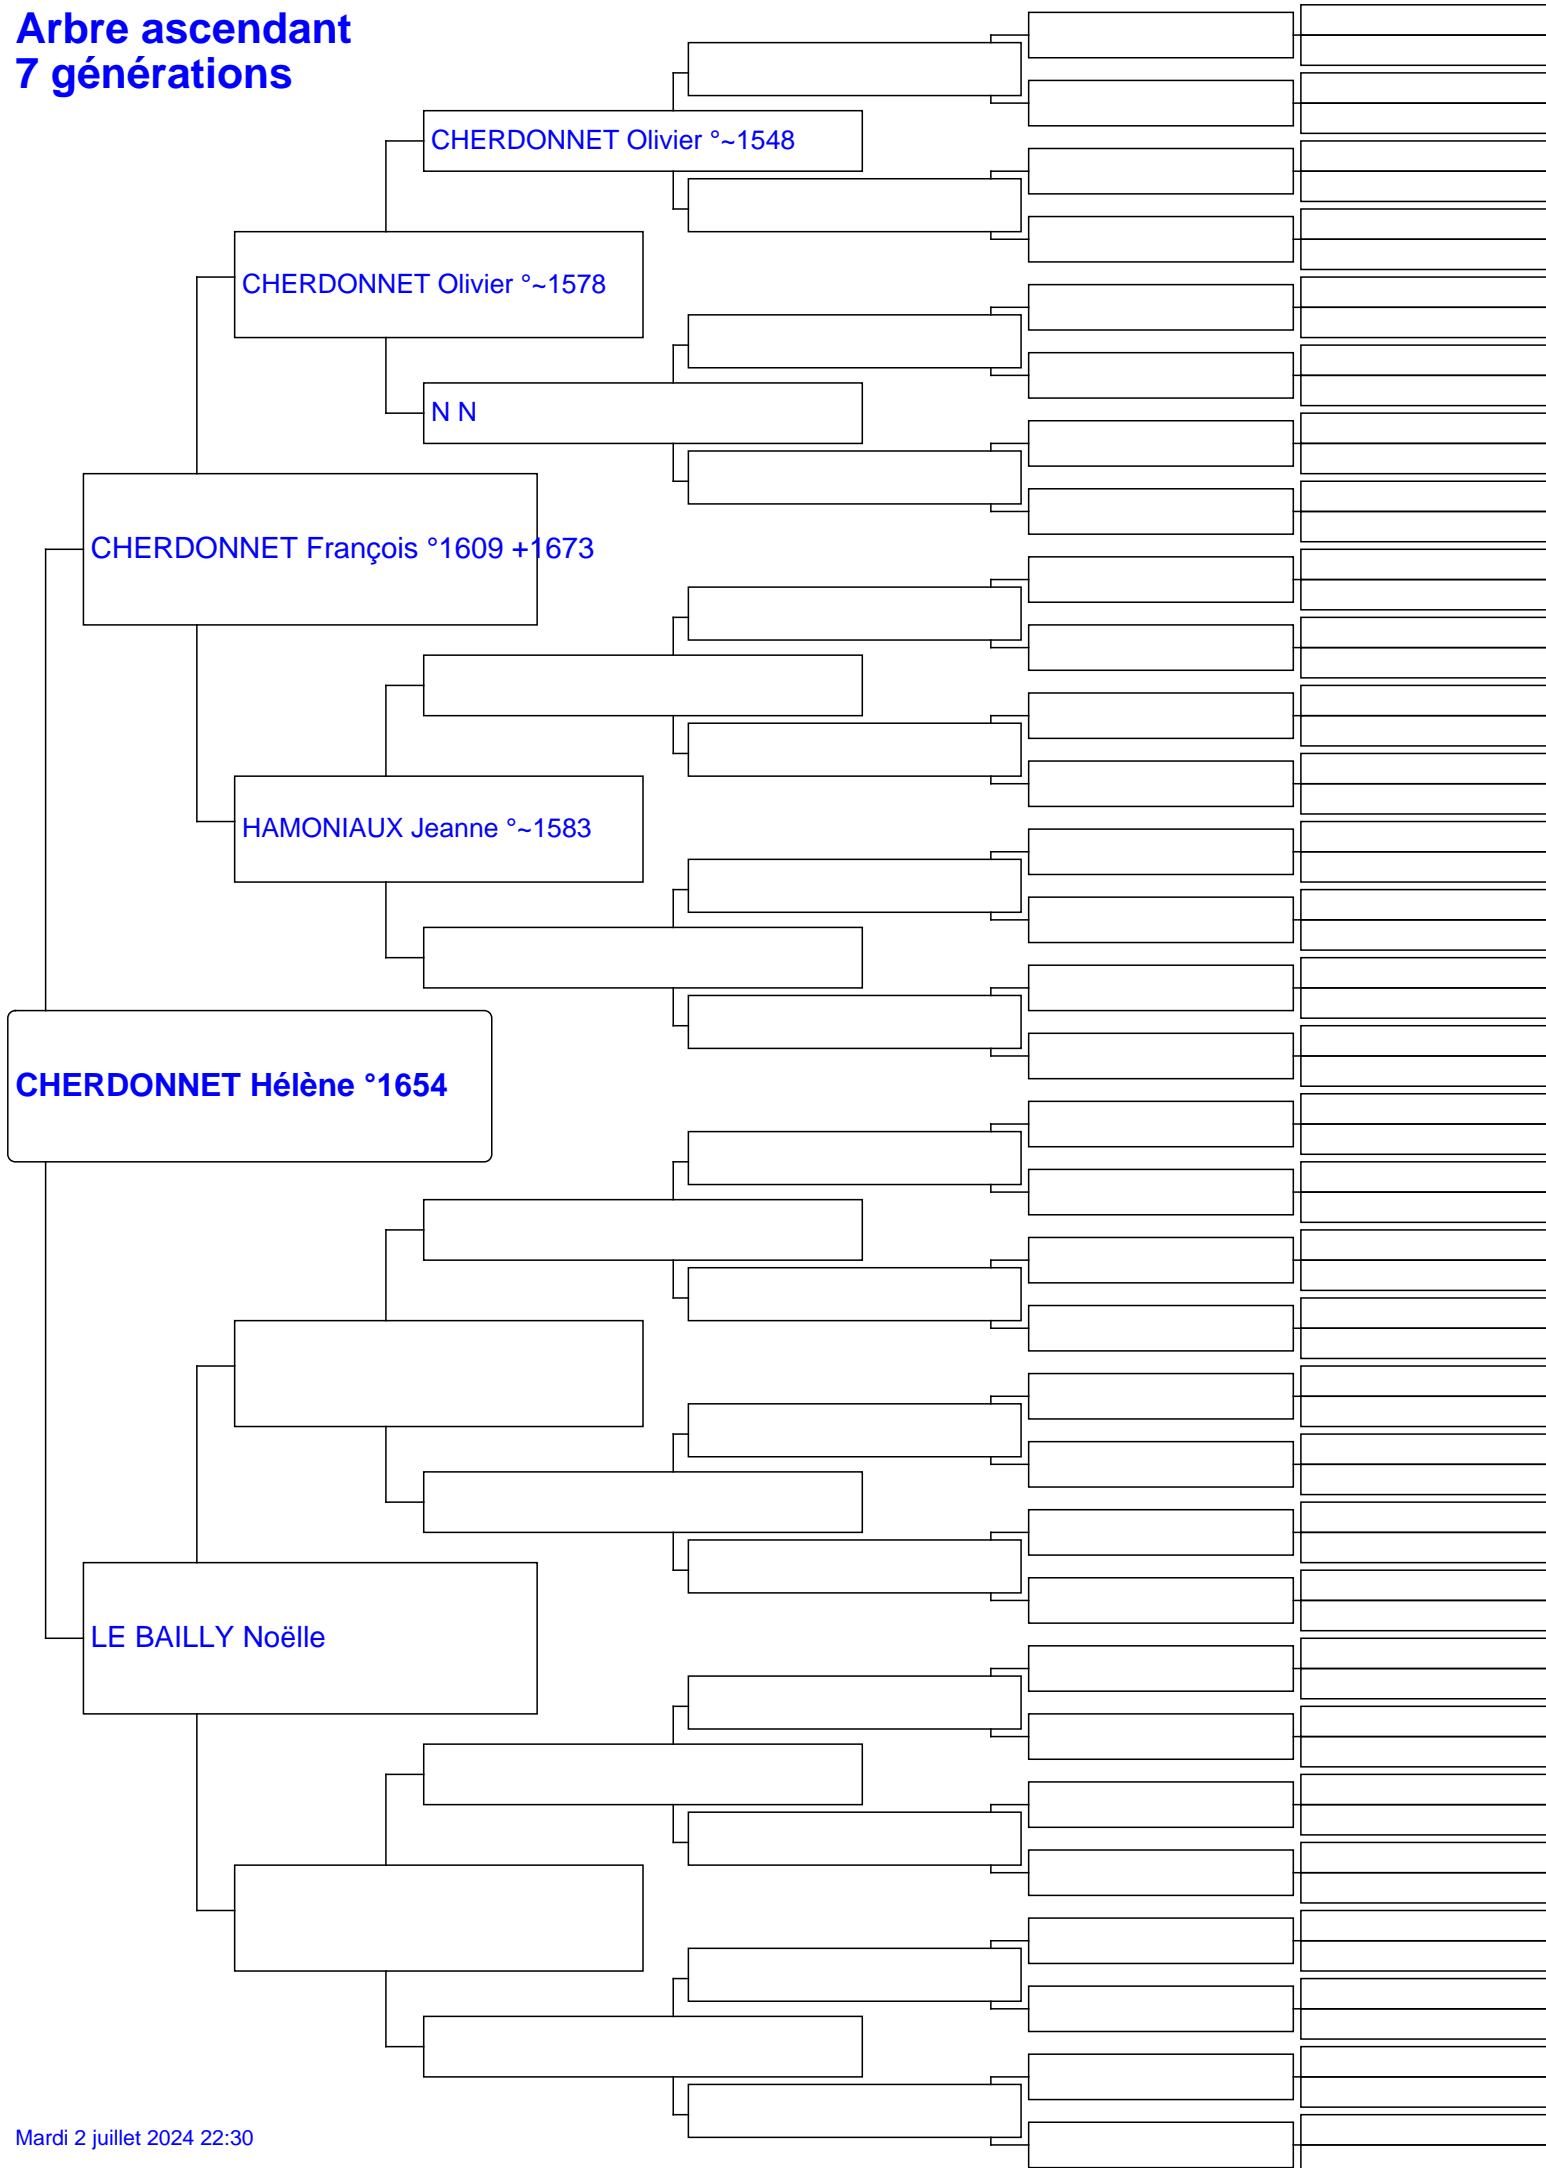 Arbre ascendant
7 générations
CHERDONNET Olivier °~1548
CHERDONNET Olivier °~1578
N N
CHERDONNET François °1609 +1673
HAMONIAUX Jeanne °~1583
CHERDONNET Hélène °1654
LE BAILLY Noëlle
Mardi 2 juillet 2024 22:30